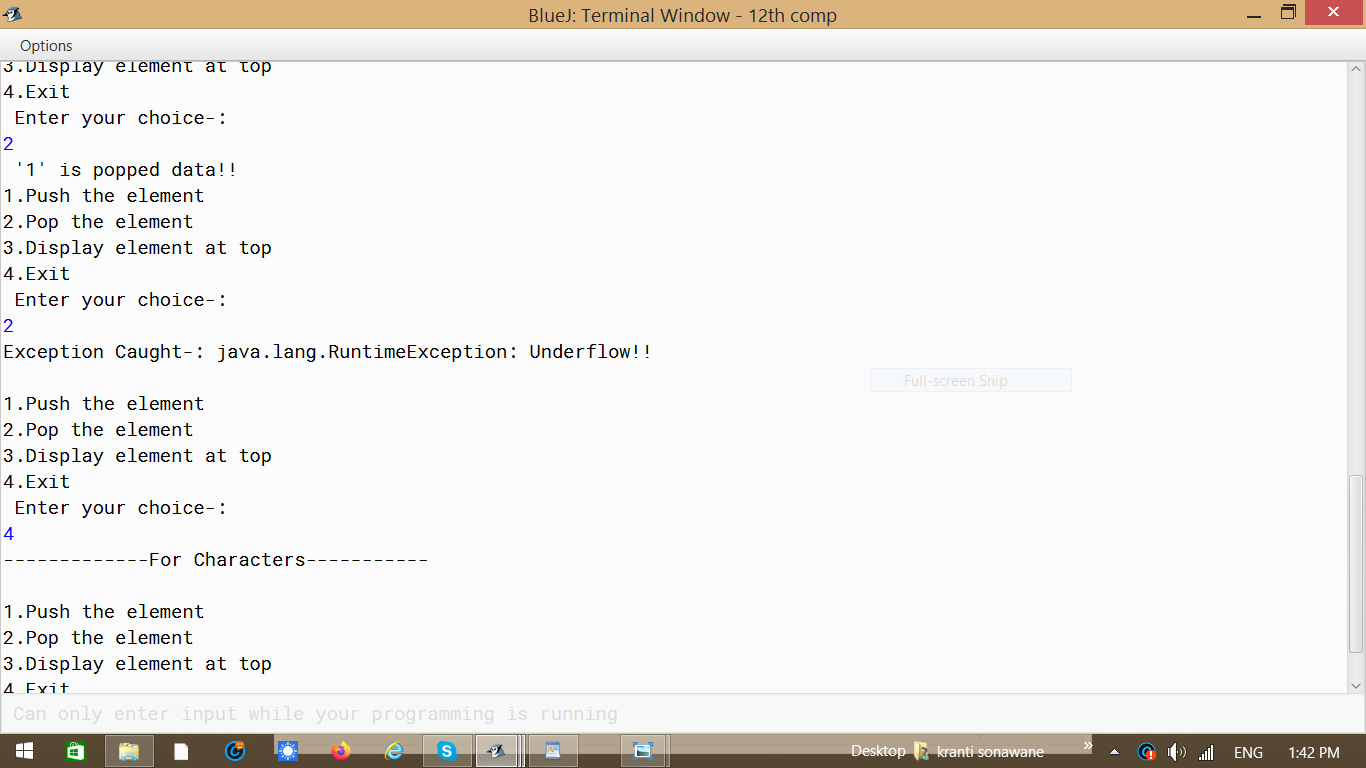 BlueJ: Terminal Window - 12th comp
Options
3.Display element at top
4.Exit
Enter your choice-:
2
'1' is popped data!!
1.Push the element
2.Pop the element
3.Display element at top
4.Exit
Enter your choice-:
2
Exception Caught-: java.lang.RuntimeException: Underflow!!
Full-screen Snip
1.Push the element
2.Pop the element
3.Display element at top
4.Exit
Enter your choice-:
4
-------------For Characters-----------
1.Push the element
2.Pop the element
3.Display element at top
4.Exit
Can only enter input while your programming is running
Desktop kranti sonawane » ENG 1:42 PM